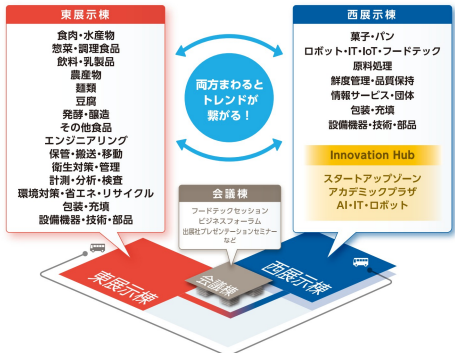 東展示棟
食肉・水産物
惣菜・調理食品
飲料・乳製品
農産物
麺類
豆腐
発酵・醸造
その他食品
エンジニアリング
保管・搬送・移動
衛生対策・管理
計測・分析・検査
環境対策・省エネ・リサイクル
包装・充填
設備機器・技術・部品
両方まわると
トレンドが
繋がる！
西展示棟
菓子・パン
ロボット・IT・IoT・フードテック
原料処理
鮮度管理・品質保持
情報サービス・団体
包装・充填
設備機器・技術・部品
Innovation Hub
スタートアップゾーン
アカデミックプラザ
AI・IT・ロボット
会議棟
フードテックセッション
ビジネスフォーラム
出展社プレゼンテーションセミナー
など
東展示棟
会議棟
西展示棟